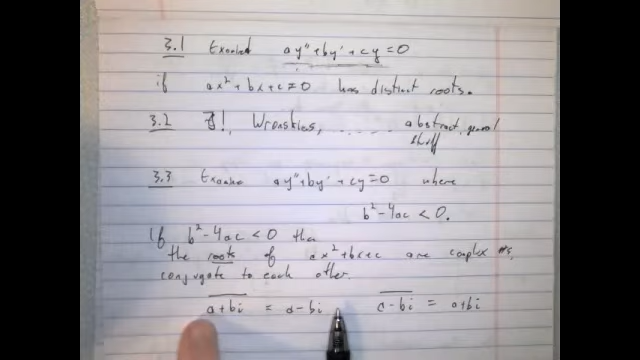 3.1 Examined ay''+by'+cy=0
if ax²+bx+c=0 has distinct roots.
3.2 ∃!, Wronskian, ....... abstract, general
stuff
3.3 Examine ay''+by'+cy=0 where
b²-4ac<0.
If b²-4ac<0 then
the roots of ax²+bx+c are complex #s,
conjugate to each other.
a+bi = a-bi a-bi = a+bi